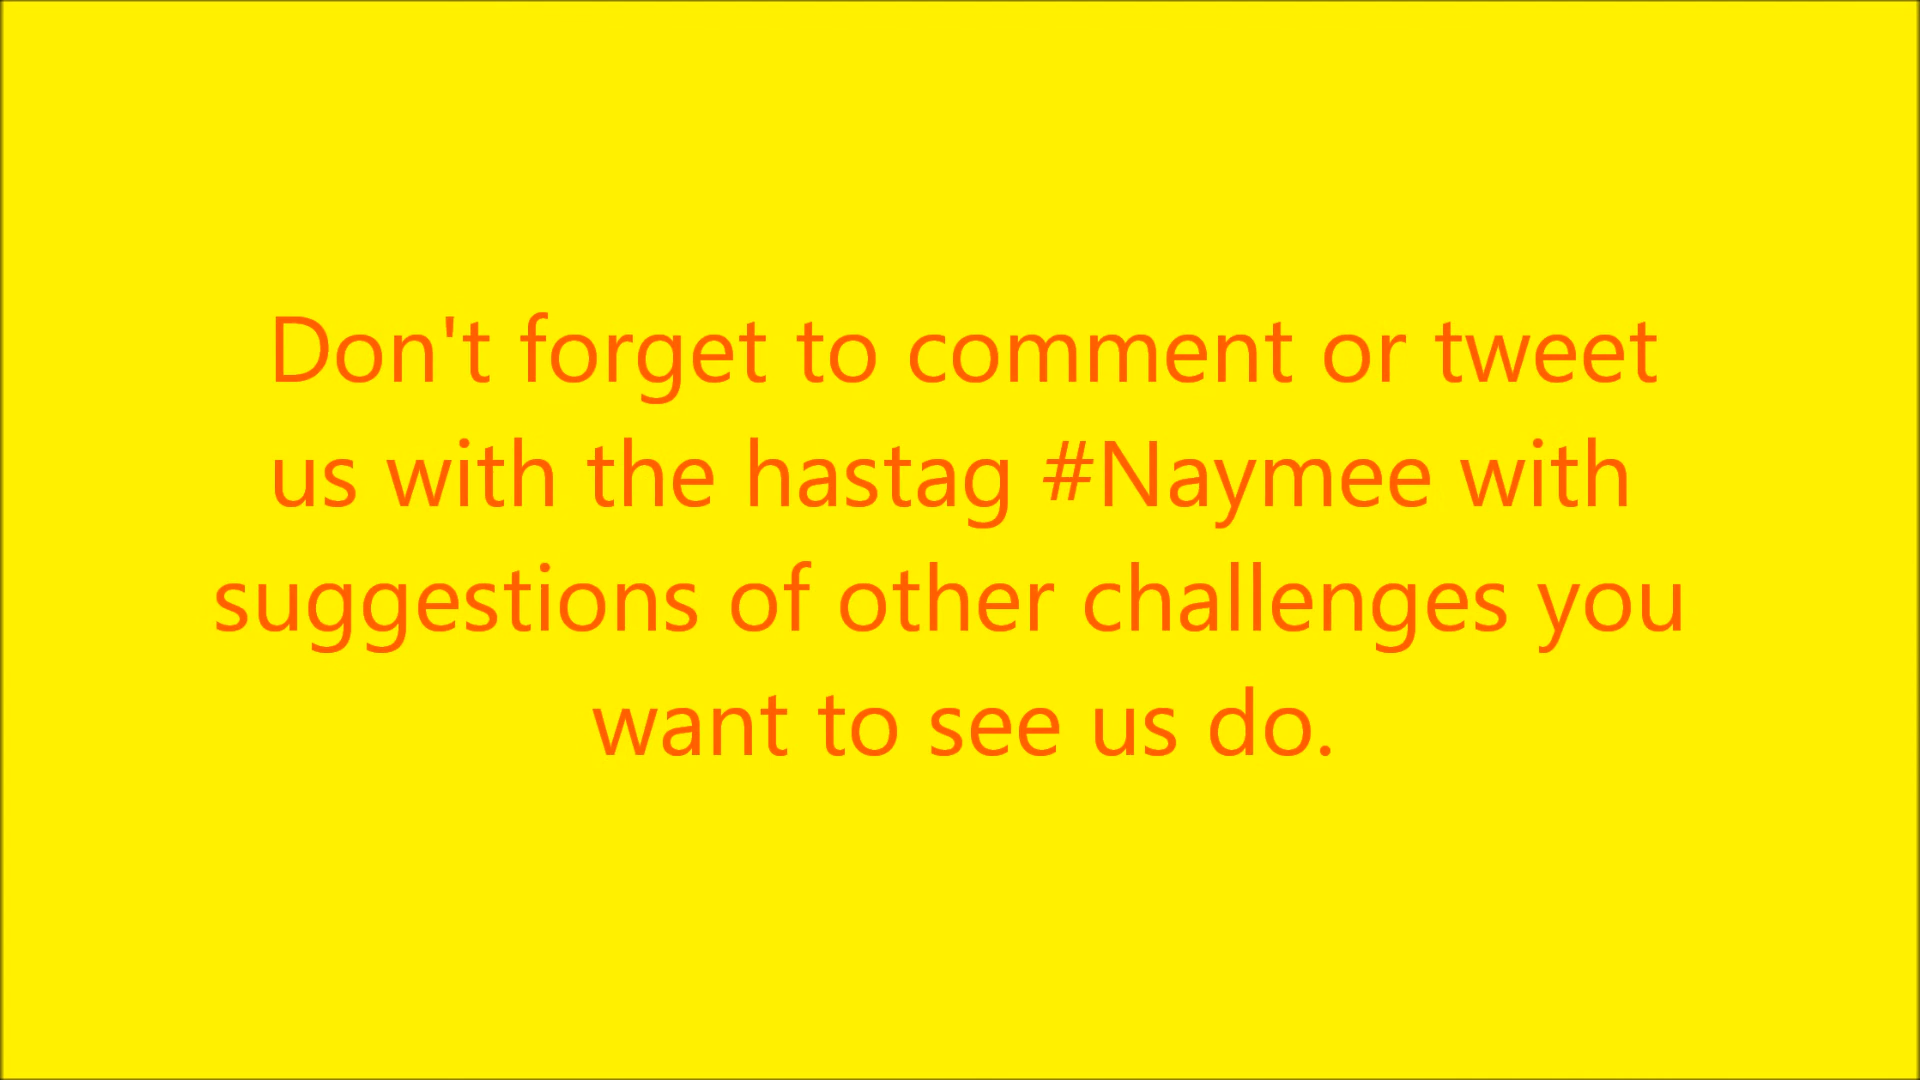 Don't forget to comment or tweet
us with the hastag #Naymee with
suggestions of other challenges you
want to see us do.